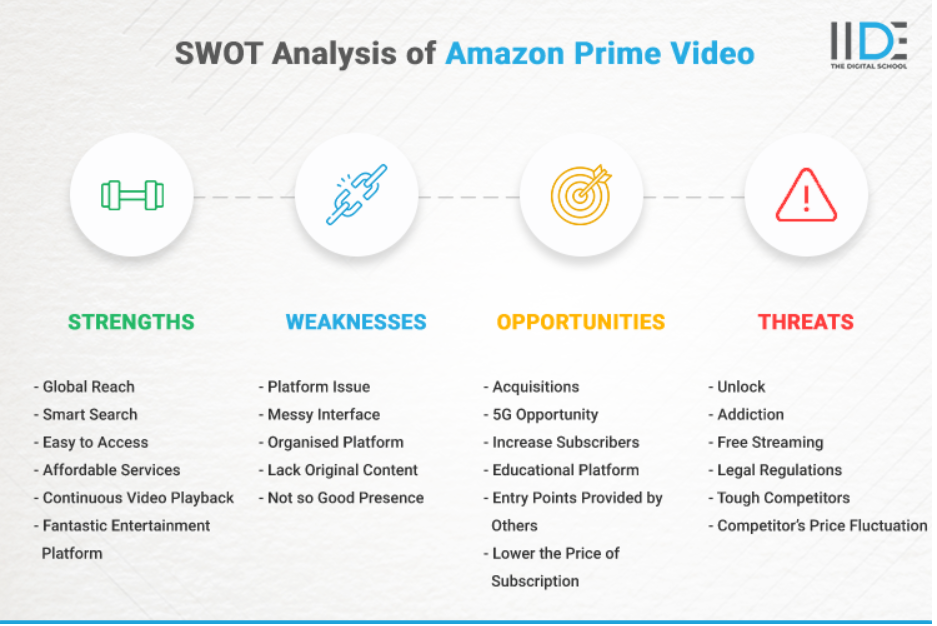 SWOT Analysis of Amazon Prime Video
IIDE
THE DIGITAL SCHOOL
STRENGTHS
- Global Reach
- Smart Search
- Easy to Access
- Affordable Services
- Continuous Video Playback
- Fantastic Entertainment
Platform
WEAKNESSES
- Platform Issue
- Messy Interface
- Organised Platform
- Lack Original Content
- Not so Good Presence
OPPORTUNITIES
- Acquisitions
- 5G Opportunity
- Increase Subscribers
- Educational Platform
- Entry Points Provided by
Others
- Lower the Price of
Subscription
THREATS
- Unlock
- Addiction
- Free Streaming
- Legal Regulations
- Tough Competitors
- Competitor's Price Fluctuation